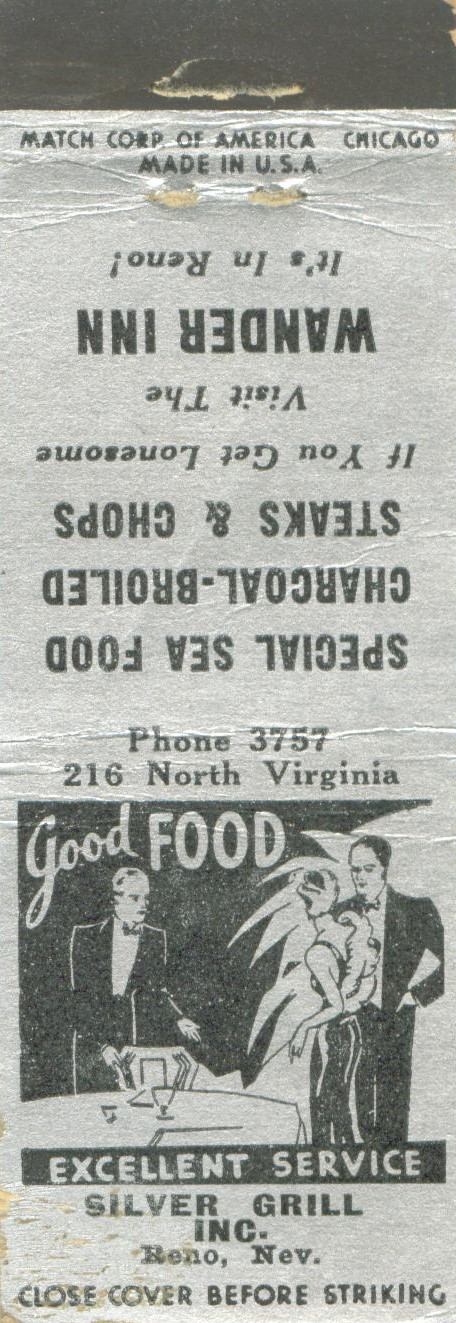 MATCH CORP OF AMERICA CHICAGO
MADE IN U.S.A.
SPECIAL SEA FOOD
CHARCOAL-BROILED
STEAKS & CHOPS
If You Get Lonesome
Visit The
WANDER INN
It's In Reno!
Phone 3757
216 North Virginia
Good FOOD
EXCELLENT SERVICE
SILVER GRILL
INC.
Reno, Nev.
CLOSE COVER BEFORE STRIKING